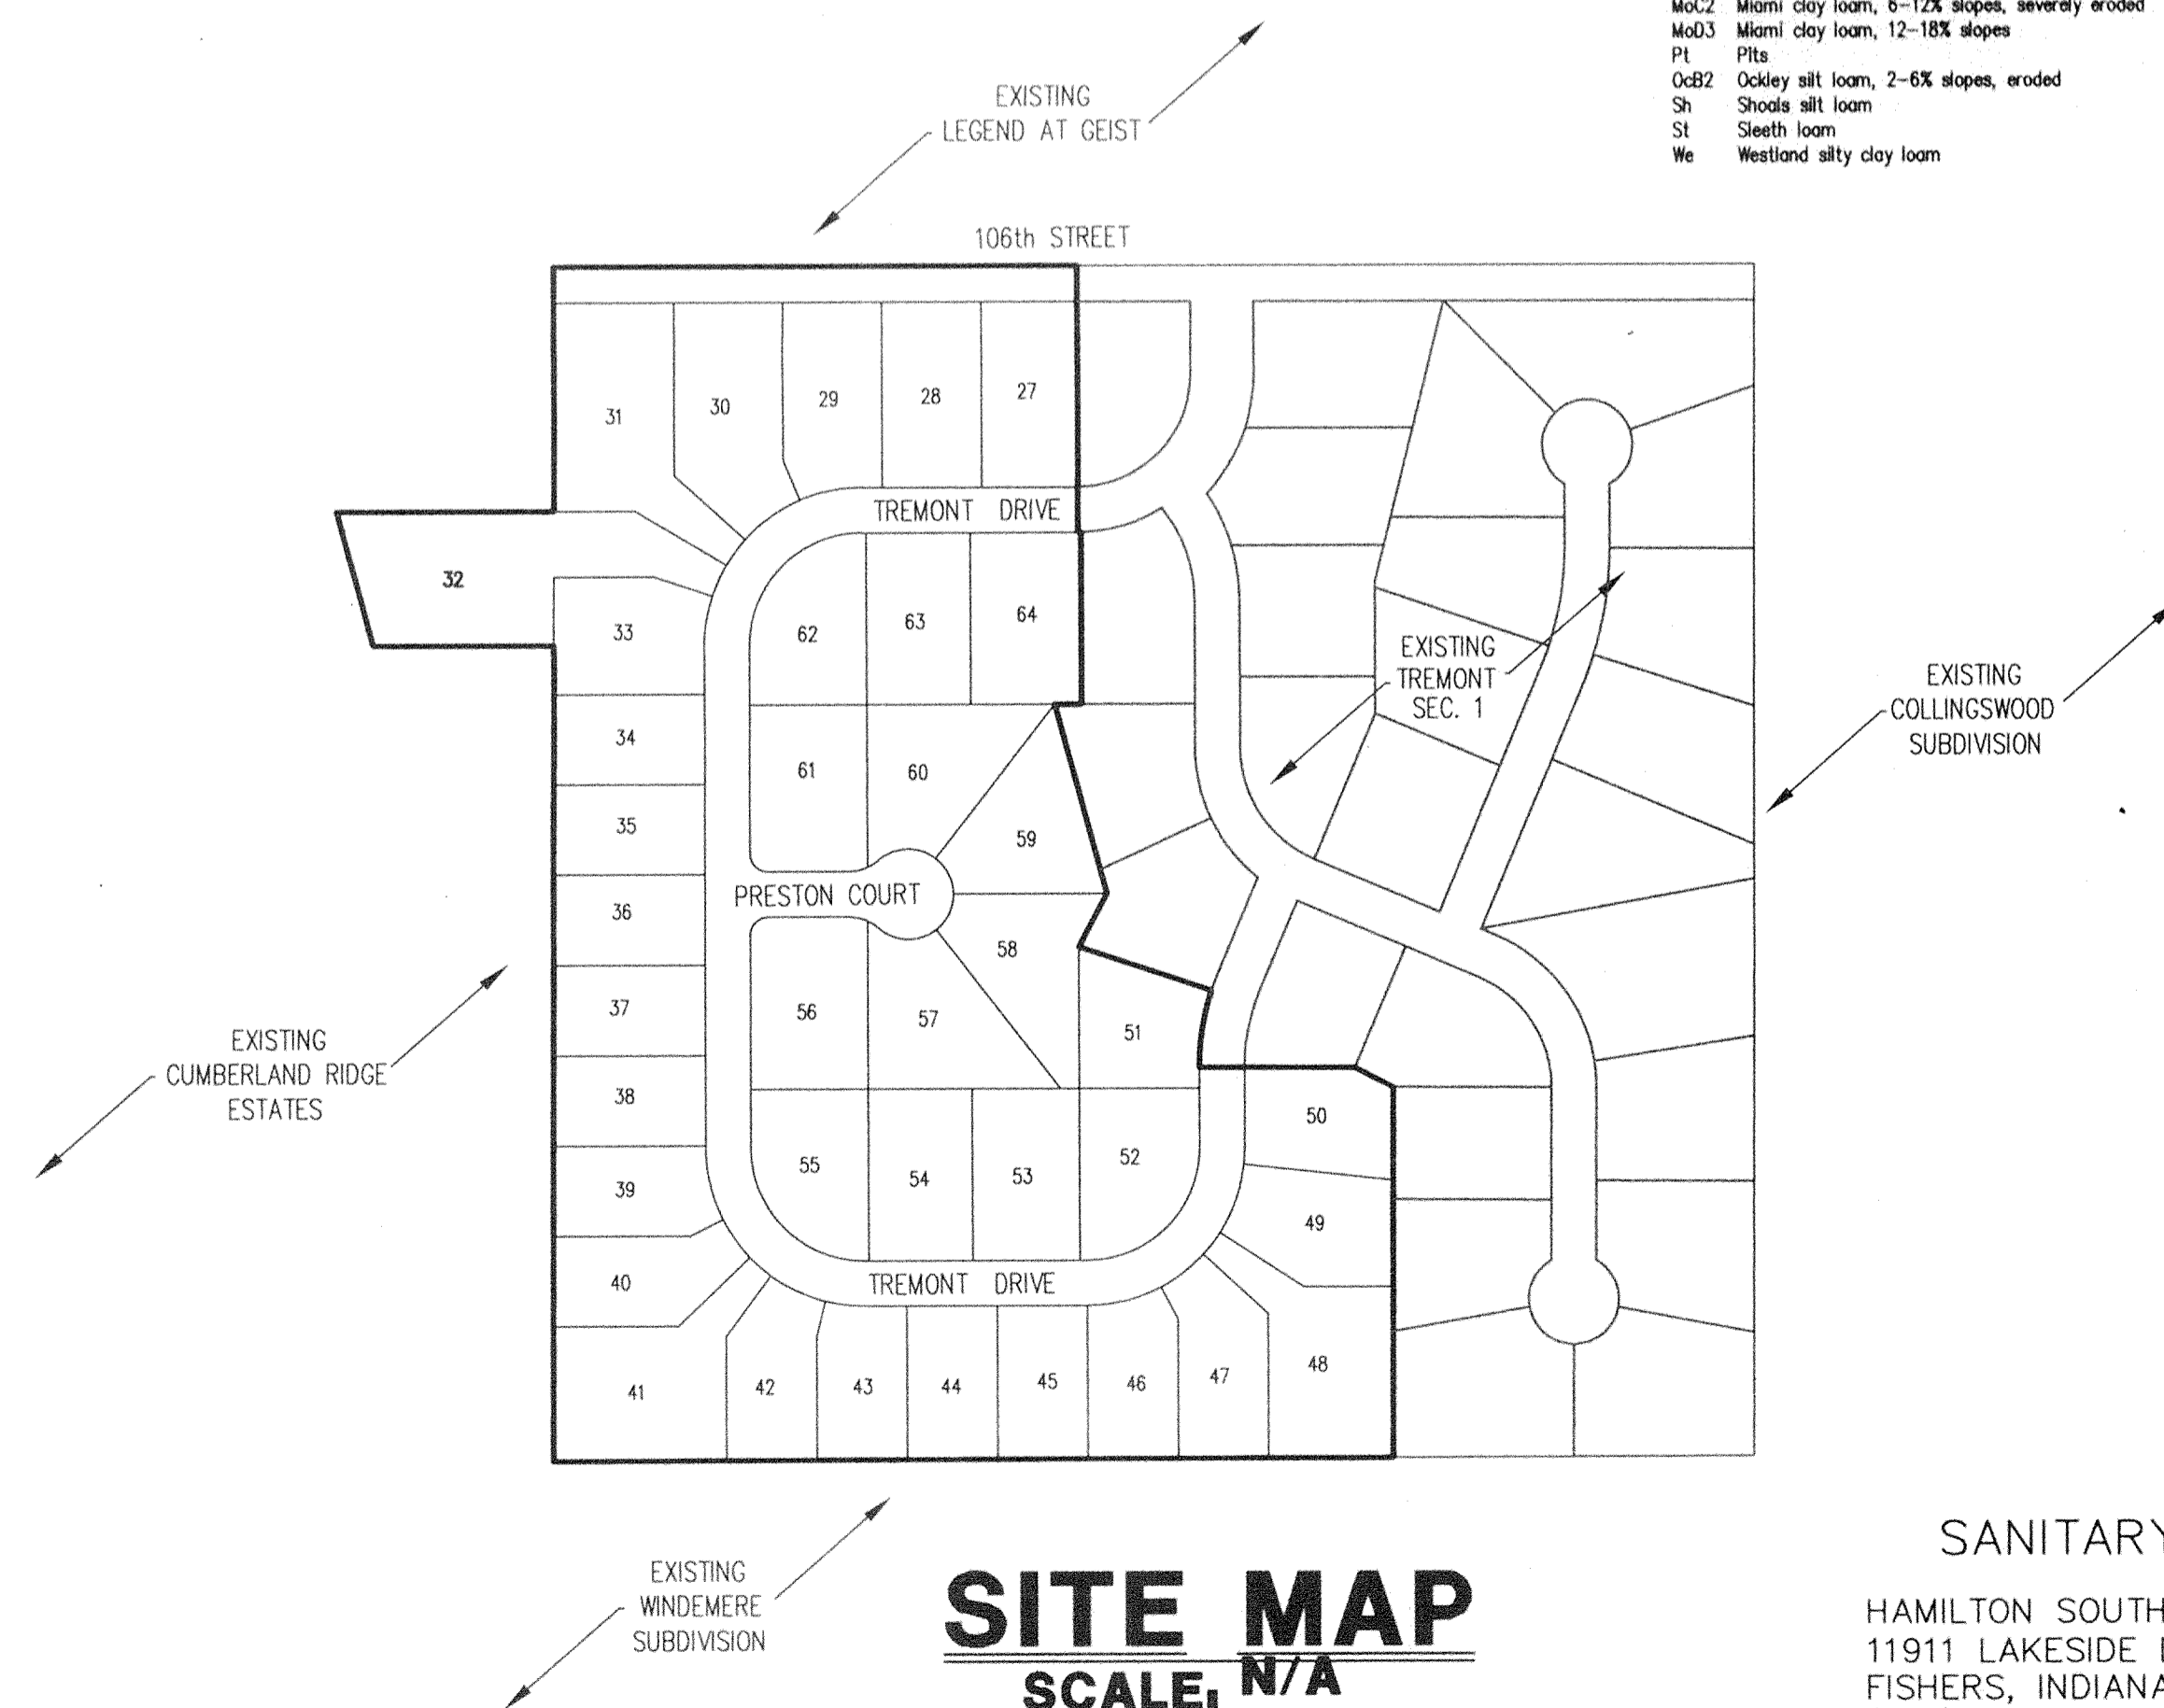 MoC2 Miami clay loam, 6-12% slopes, severely eroded
MoD3 Miami clay loam, 12-18% slopes
Pt Pits
OcB2 Ockley silt loam, 2-6% slopes, eroded
Sh Shoals silt loam
St Sleeth loam
We Westland silty clay loam
EXISTING
LEGEND AT GEIST
106th STREET
31
30
29
28
27
TREMONT DRIVE
32
33
62
63
64
EXISTING
TREMONT
SEC. 1
EXISTING
COLLINGSWOOD
SUBDIVISION
34
61
60
35
59
PRESTON COURT
36
58
37
56
57
51
EXISTING
CUMBERLAND RIDGE
ESTATES
38
50
55
54
53
52
39
49
40
TREMONT DRIVE
41
42
43
44
45
46
47
48
EXISTING
WINDEMERE
SUBDIVISION
SITE MAP
SCALE: N/A
SANITARY
HAMILTON SOUTH
11911 LAKESIDE
FISHERS, INDIANA